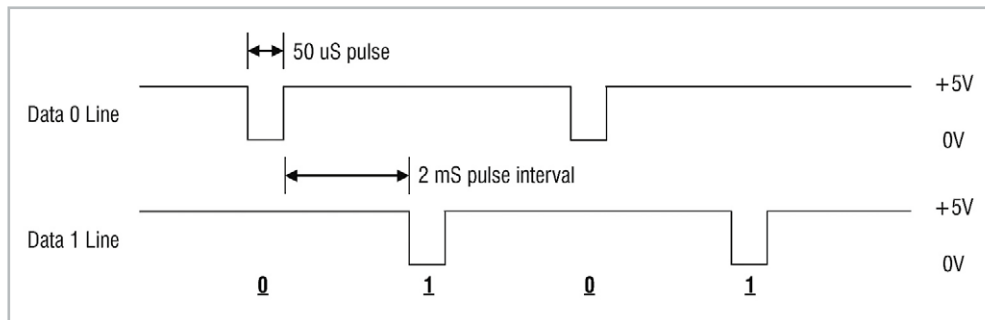 50 uS pulse
+5V
Data 0 Line
0V
2 mS pulse interval
+5V
Data 1 Line
0V
0 1 0 1